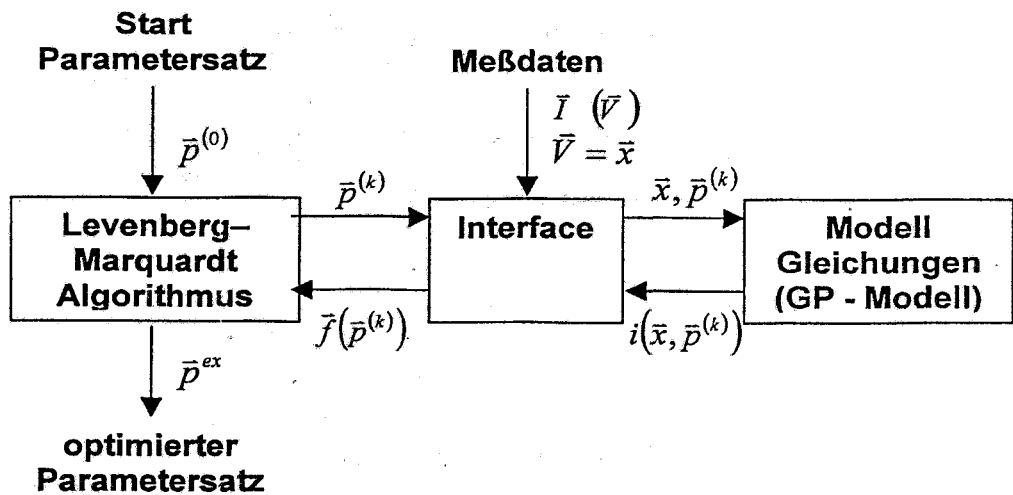 Start
Parametersatz
Meßdaten
I⃗ (V⃗)
V⃗ = x⃗
p⃗⁽⁰⁾
p⃗⁽ᵏ⁾
x⃗, p⃗⁽ᵏ⁾
Levenberg–
Marquardt
Algorithmus
Interface
Modell
Gleichungen
(GP - Modell)
f⃗(p⃗⁽ᵏ⁾)
i(x⃗, p⃗⁽ᵏ⁾)
p⃗ᵉˣ
optimierter
Parametersatz